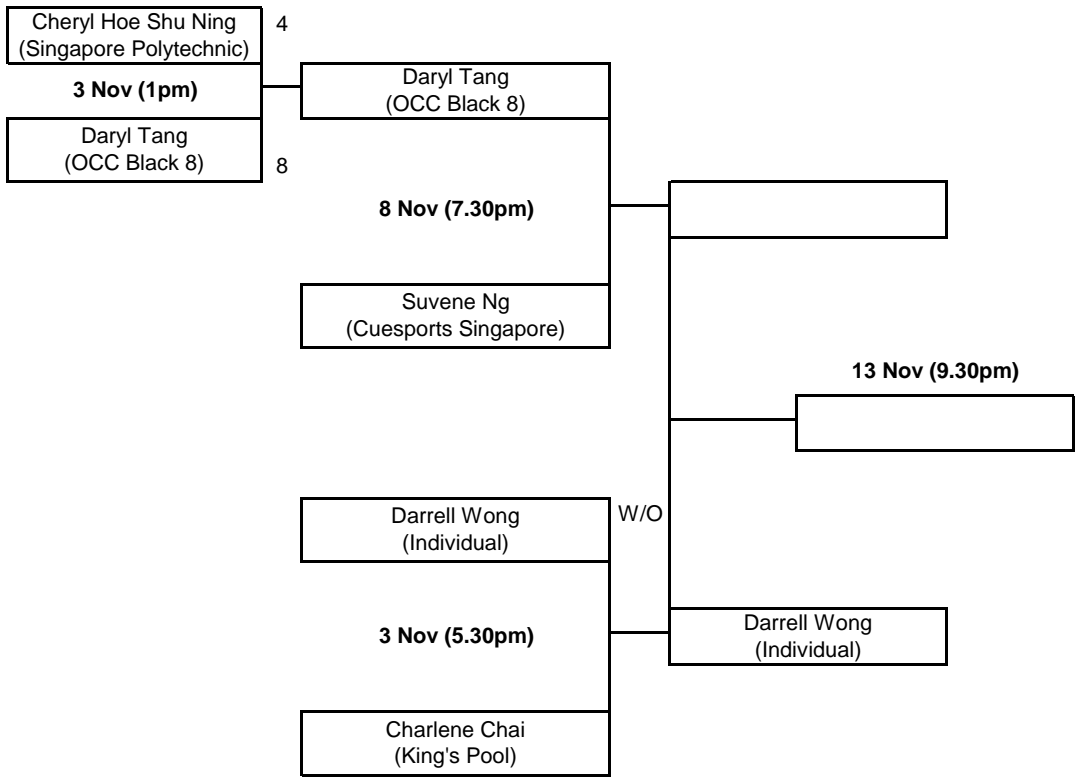 Cheryl Hoe Shu Ning
(Singapore Polytechnic)
4
3 Nov (1pm)
Daryl Tang
(OCC Black 8)
8
Daryl Tang
(OCC Black 8)
8 Nov (7.30pm)
Suvene Ng
(Cuesports Singapore)
13 Nov (9.30pm)
Darrell Wong
(Individual)
W/O
3 Nov (5.30pm)
Charlene Chai
(King's Pool)
Darrell Wong
(Individual)